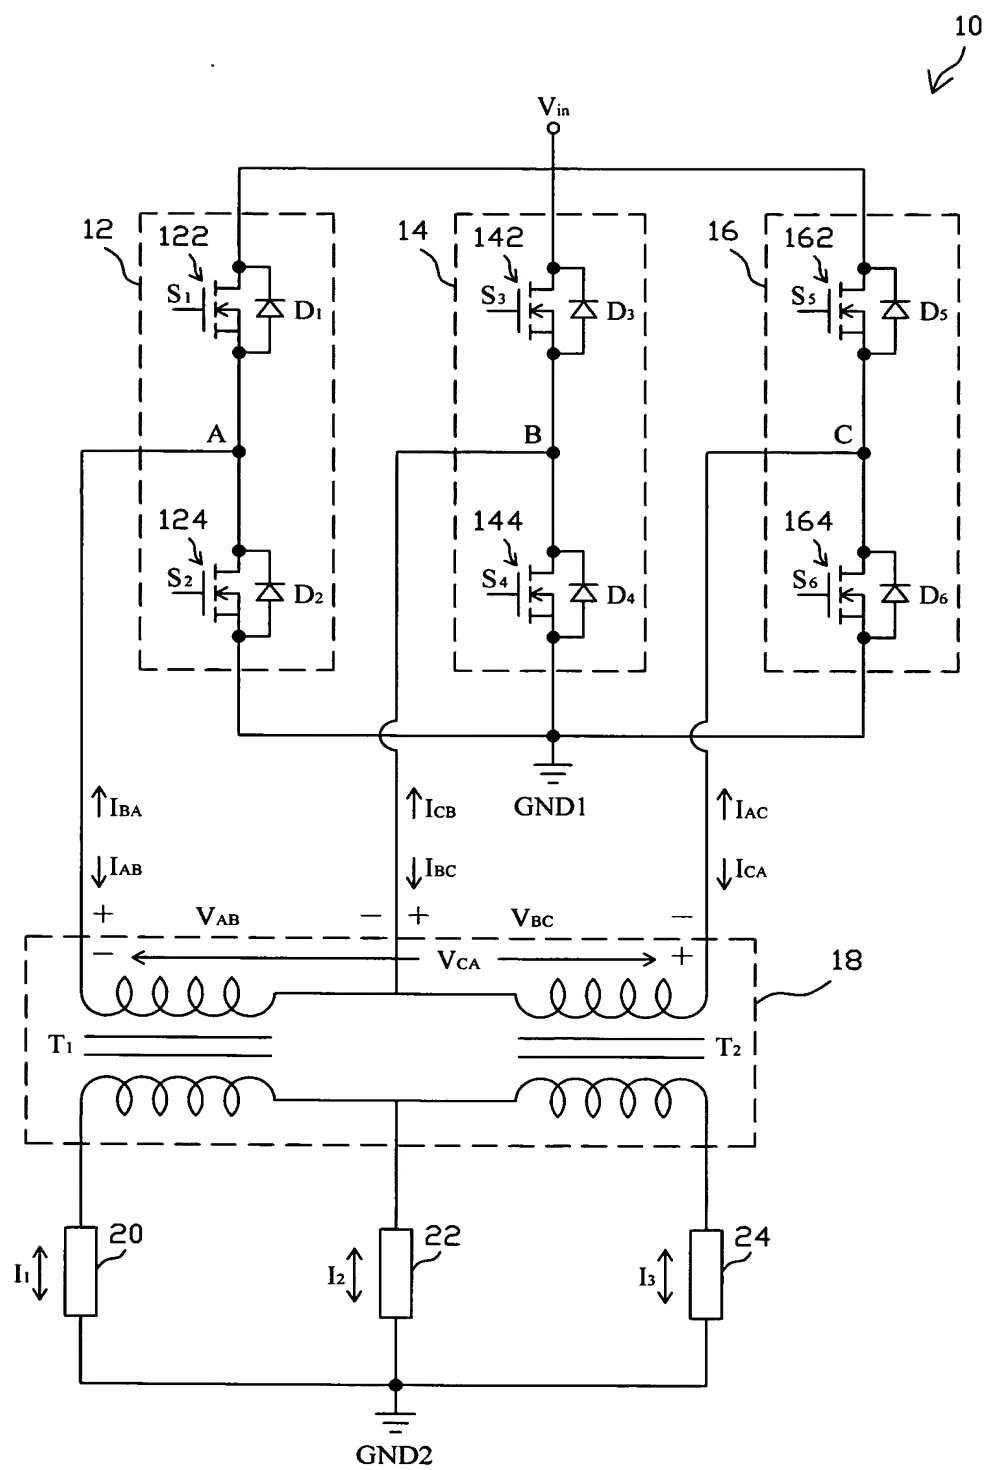 10
Vin
12
122
14
142
16
162
S1
D1
S3
D3
S5
D5
A
B
C
124
144
164
S2
D2
S4
D4
S6
D6
GND1
IBA
ICB
IAC
IAB
IBC
ICA
+ VAB − + VBC −
− VCA +
18
T1
T2
20
22
24
I1
I2
I3
GND2